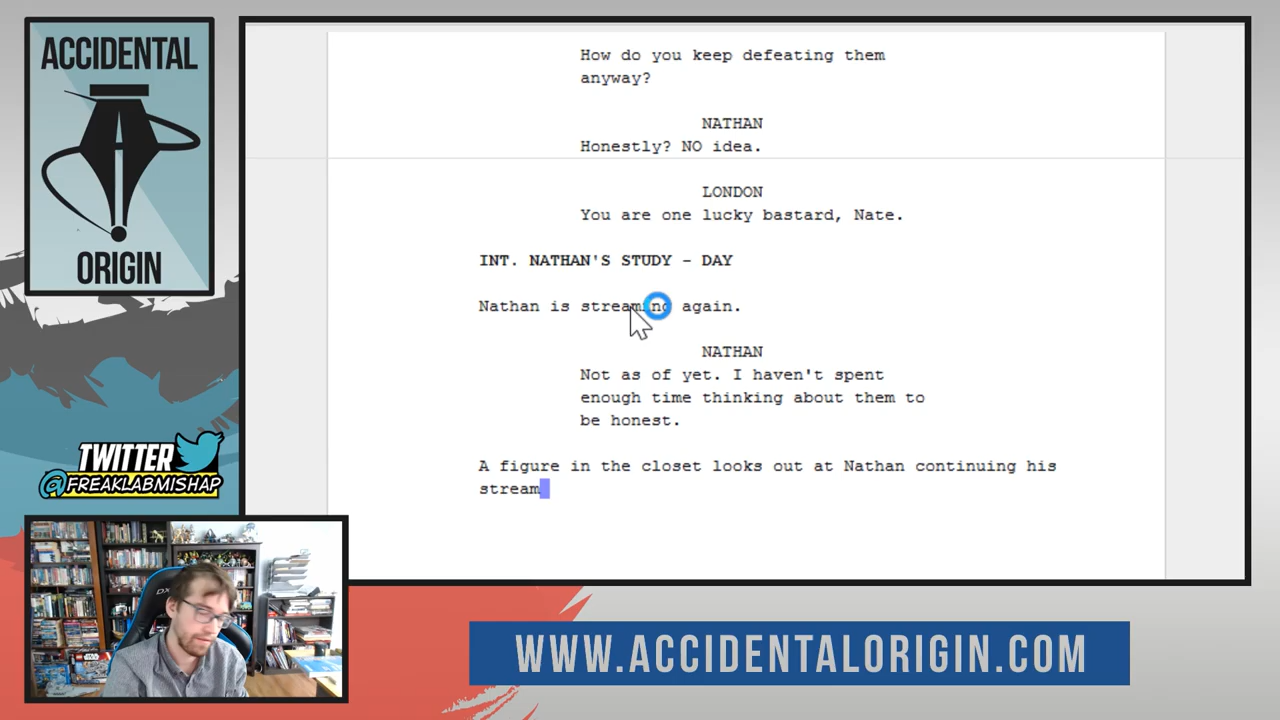 ACCIDENTAL
ORIGIN
How do you keep defeating them
anyway?
NATHAN
Honestly? NO idea.
LONDON
You are one lucky bastard, Nate.
INT. NATHAN'S STUDY - DAY
Nathan is streaming again.
NATHAN
Not as of yet. I haven't spent
enough time thinking about them to
be honest.
A figure in the closet looks out at Nathan continuing his
stream
TWITTER
@FREAKLABMISHAP
WWW.ACCIDENTALORIGIN.COM
DX
STAR
WARS